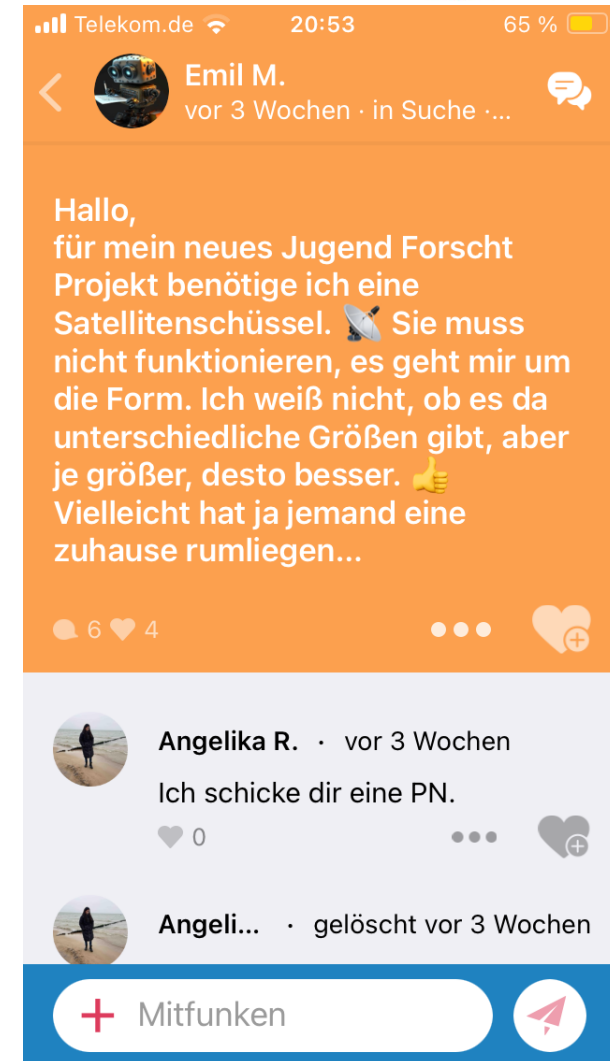 Telekom.de 20:53 65 %
Emil M.
vor 3 Wochen · in Suche ·...
Hallo,
für mein neues Jugend Forscht
Projekt benötige ich eine
Satellitenschüssel. 📡 Sie muss
nicht funktionieren, es geht mir um
die Form. Ich weiß nicht, ob es da
unterschiedliche Größen gibt, aber
je größer, desto besser. 👍
Vielleicht hat ja jemand eine
zuhause rumliegen...
6 4
Angelika R. · vor 3 Wochen
Ich schicke dir eine PN.
0
Angeli... · gelöscht vor 3 Wochen
Mitfunken